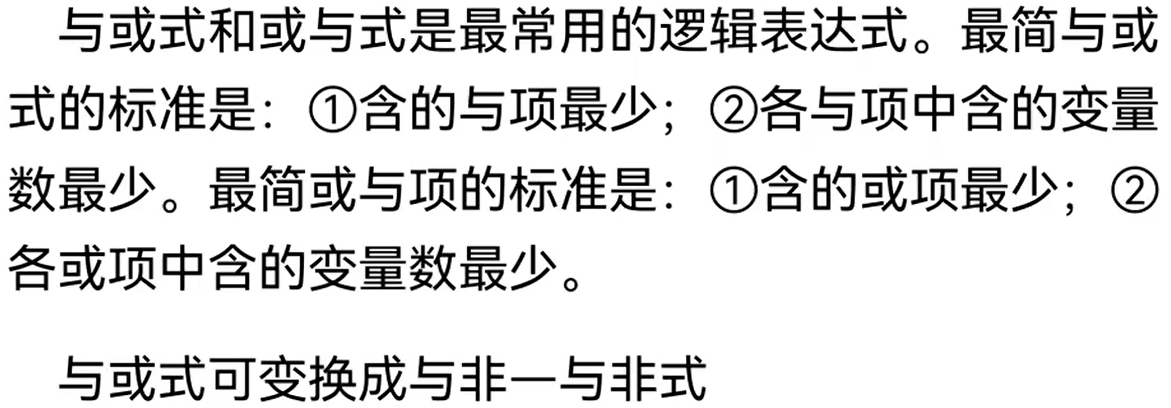 与或式和或与式是最常用的逻辑表达式。最简与或
式的标准是：①含的与项最少；②各与项中含的变量
数最少。最简或与项的标准是：①含的或项最少；②
各或项中含的变量数最少。
与或式可变换成与非一与非式